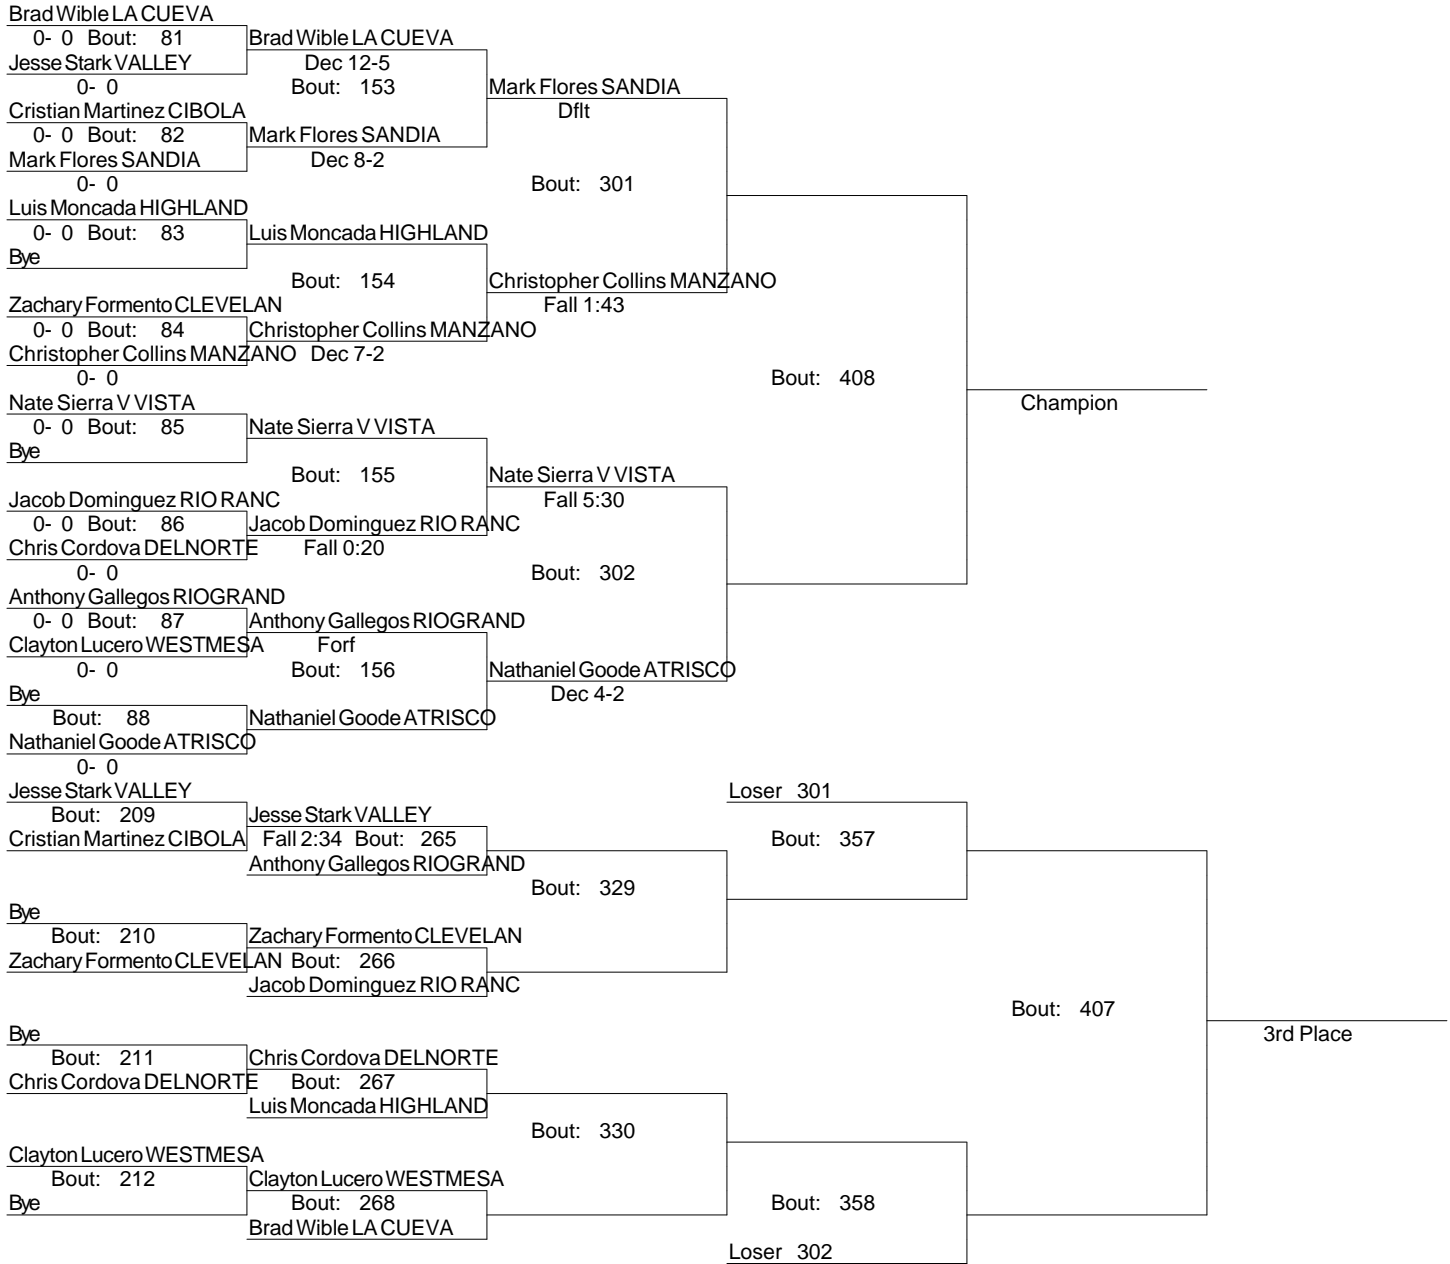 Brad Wible LA CUEVA
0- 0 Bout: 81 Brad Wible LA CUEVA
Jesse Stark VALLEY Dec 12-5
0- 0 Bout: 153 Mark Flores SANDIA
Cristian Martinez CIBOLA Dflt
0- 0 Bout: 82 Mark Flores SANDIA
Mark Flores SANDIA Dec 8-2
0- 0 Bout: 301
Luis Moncada HIGHLAND
0- 0 Bout: 83 Luis Moncada HIGHLAND
Bye
Bout: 154 Christopher Collins MANZANO
Zachary Formento CLEVELAN Fall 1:43
0- 0 Bout: 84 Christopher Collins MANZANO
Christopher Collins MANZANO Dec 7-2
0- 0 Bout: 408
Nate Sierra V VISTA Champion
0- 0 Bout: 85 Nate Sierra V VISTA
Bye
Bout: 155 Nate Sierra V VISTA
Jacob Dominguez RIO RANC Fall 5:30
0- 0 Bout: 86 Jacob Dominguez RIO RANC
Chris Cordova DELNORTE Fall 0:20
0- 0 Bout: 302
Anthony Gallegos RIOGRAND
0- 0 Bout: 87 Anthony Gallegos RIOGRAND
Clayton Lucero WESTMESA Forf
0- 0 Bout: 156 Nathaniel Goode ATRISCO
Bye Dec 4-2
Bout: 88 Nathaniel Goode ATRISCO
Nathaniel Goode ATRISCO
0- 0
Jesse Stark VALLEY Loser 301
Bout: 209 Jesse Stark VALLEY
Cristian Martinez CIBOLA Fall 2:34 Bout: 265 Bout: 357
Anthony Gallegos RIOGRAND
Bout: 329
Bye
Bout: 210 Zachary Formento CLEVELAN
Zachary Formento CLEVELAN Bout: 266
Jacob Dominguez RIO RANC
Bout: 407
Bye 3rd Place
Bout: 211 Chris Cordova DELNORTE
Chris Cordova DELNORTE Bout: 267
Luis Moncada HIGHLAND
Bout: 330
Clayton Lucero WESTMESA
Bout: 212 Clayton Lucero WESTMESA
Bye Bout: 268 Bout: 358
Brad Wible LA CUEVA
Loser 302